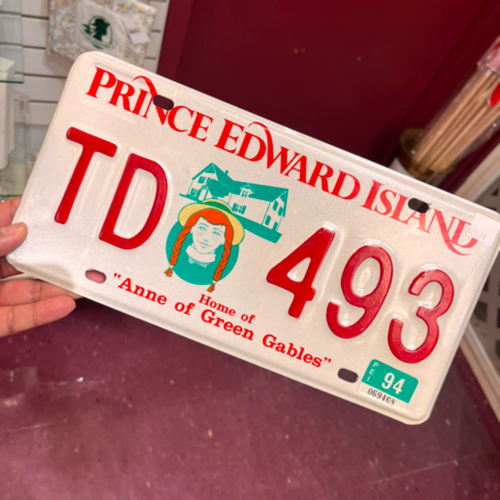 PRINCE EDWARD ISLAND
TD 493
Home of
"Anne of Green Gables"
PEI 94
069468